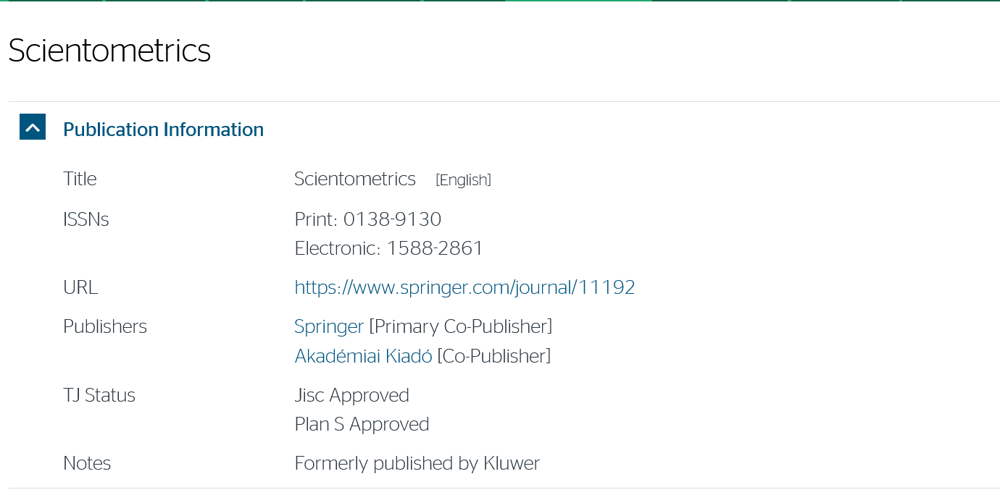 Scientometrics
Publication Information
Title Scientometrics [English]
ISSNs Print: 0138-9130
Electronic: 1588-2861
URL https://www.springer.com/journal/11192
Publishers Springer [Primary Co-Publisher]
Akadémiai Kiadó [Co-Publisher]
TJ Status Jisc Approved
Plan S Approved
Notes Formerly published by Kluwer